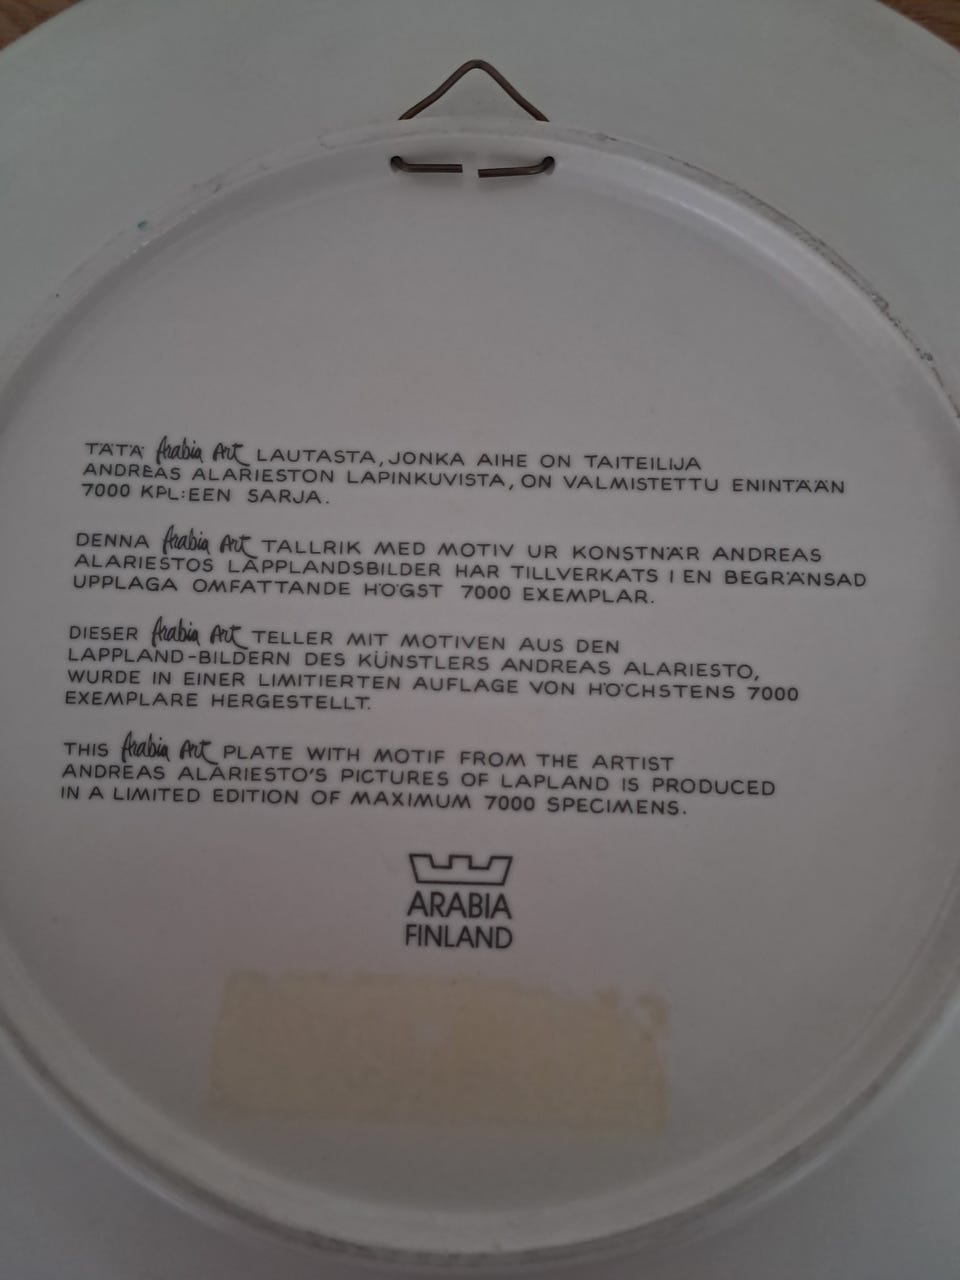 TÄTÄ Arabia Art LAUTASTA, JONKA AIHE ON TAITEILIJA
ANDREAS ALARIESTON LAPINKUVISTA, ON VALMISTETTU ENINTÄÄN
7000 KPL:EEN SARJA.
DENNA Arabia Art TALLRIK MED MOTIV UR KONSTNÄR ANDREAS
ALARIESTOS LAPPLANDSBILDER HAR TILLVERKATS I EN BEGRÄNSAD
UPPLAGA OMFATTANDE HÖGST 7000 EXEMPLAR.
DIESER Arabia Art TELLER MIT MOTIVEN AUS DEN
LAPPLAND-BILDERN DES KÜNSTLERS ANDREAS ALARIESTO,
WURDE IN EINER LIMITIERTEN AUFLAGE VON HÖCHSTENS 7000
EXEMPLARE HERGESTELLT.
THIS Arabia Art PLATE WITH MOTIF FROM THE ARTIST
ANDREAS ALARIESTO'S PICTURES OF LAPLAND IS PRODUCED
IN A LIMITED EDITION OF MAXIMUM 7000 SPECIMENS.
ARABIA
FINLAND